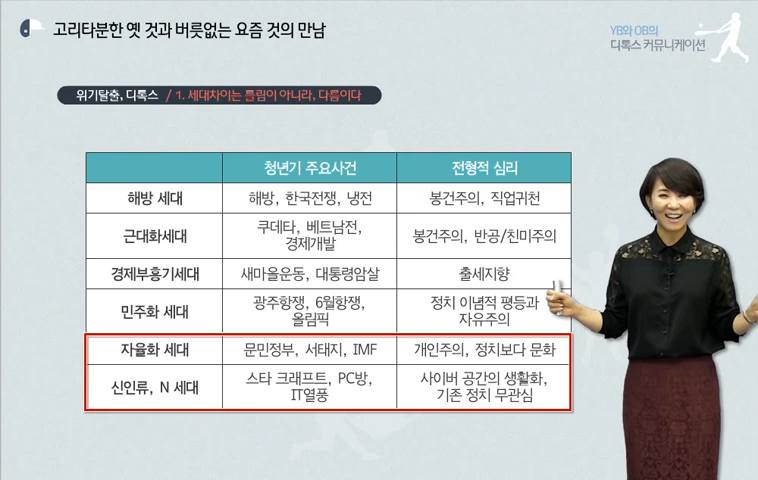 고리타분한 옛 것과 버릇없는 요즘 것의 만남
YB와 OB의
디톡스 커뮤니케이션
위기탈출, 디톡스 / 1. 세대차이는 틀림이 아니라, 다름이다
청년기 주요사건 전형적 심리
해방 세대 해방, 한국전쟁, 냉전 봉건주의, 직업귀천
근대화세대 쿠데타, 베트남전,
경제개발 봉건주의, 반공/친미주의
경제부흥기세대 새마을운동, 대통령암살 출세지향
민주화 세대 광주항쟁, 6월항쟁,
올림픽 정치 이념적 평등과
자유주의
자율화 세대 문민정부, 서태지, IMF 개인주의, 정치보다 문화
신인류, N 세대 스타 크래프트, PC방,
IT열풍 사이버 공간의 생활화,
기존 정치 무관심